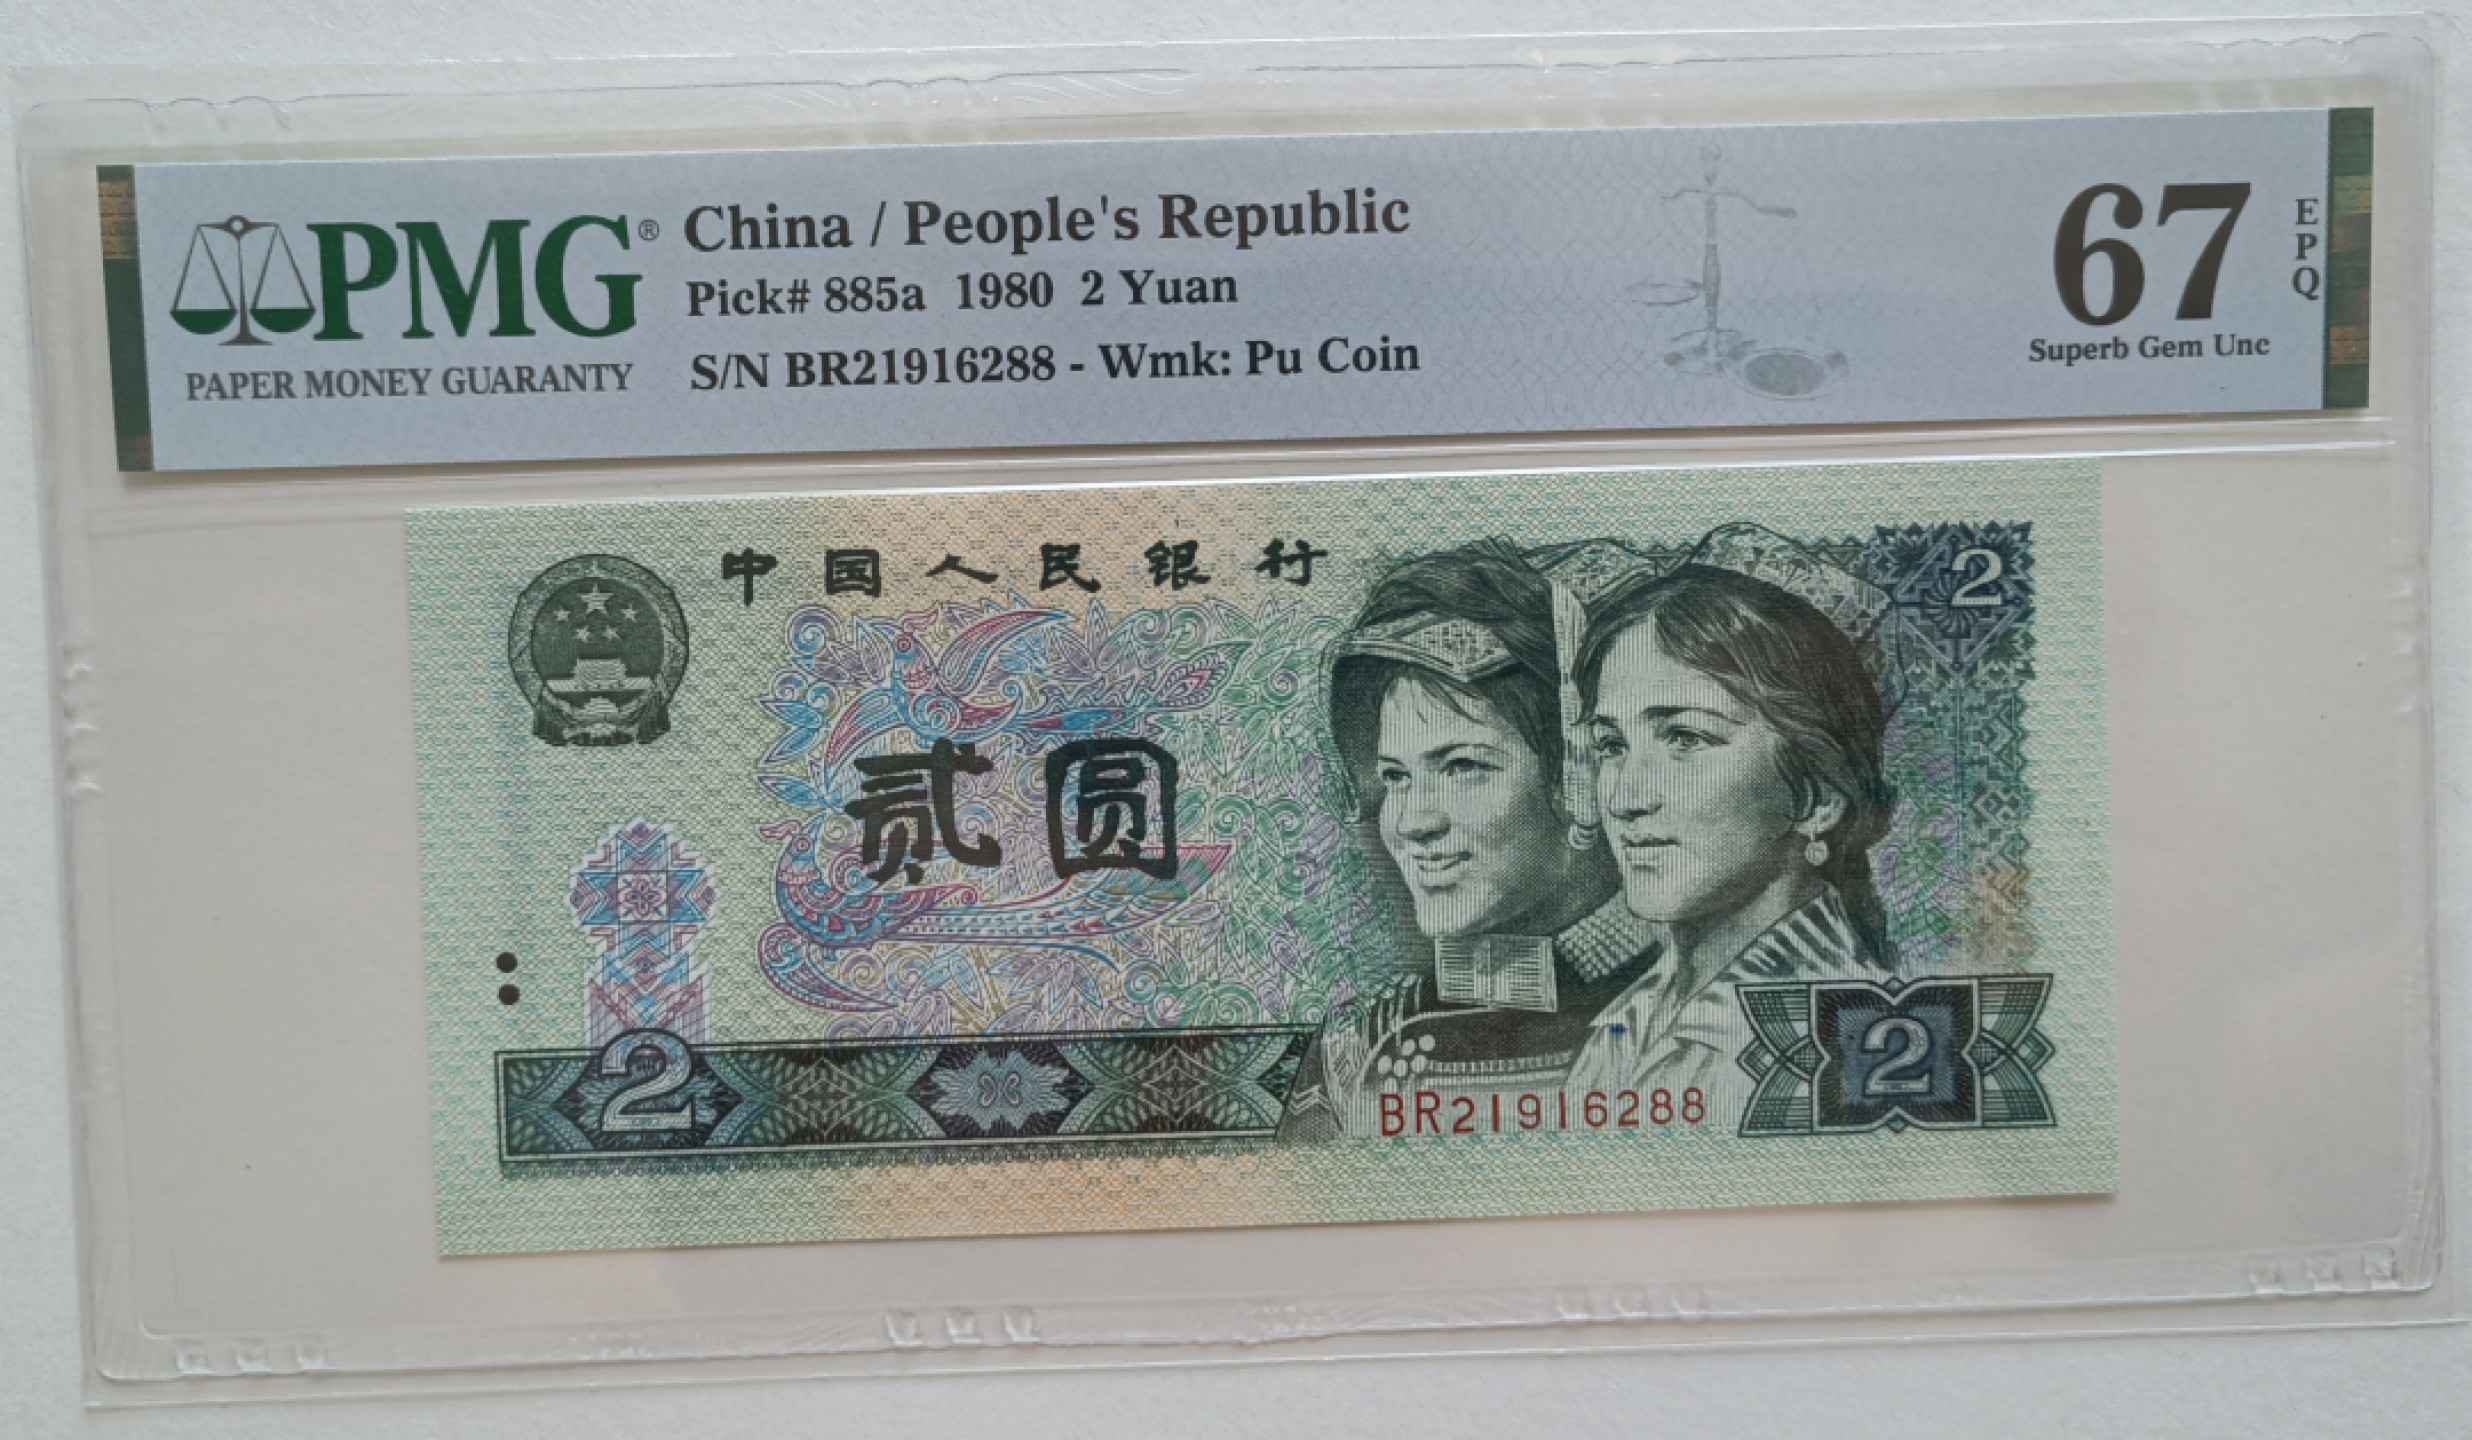 PMG®
PAPER MONEY GUARANTY
China / People's Republic
Pick# 885a 1980 2 Yuan
S/N BR21916288 - Wmk: Pu Coin
67
EPQ
Superb Gem Unc
中国人民银行
2
贰圆
2
BR21916288
2